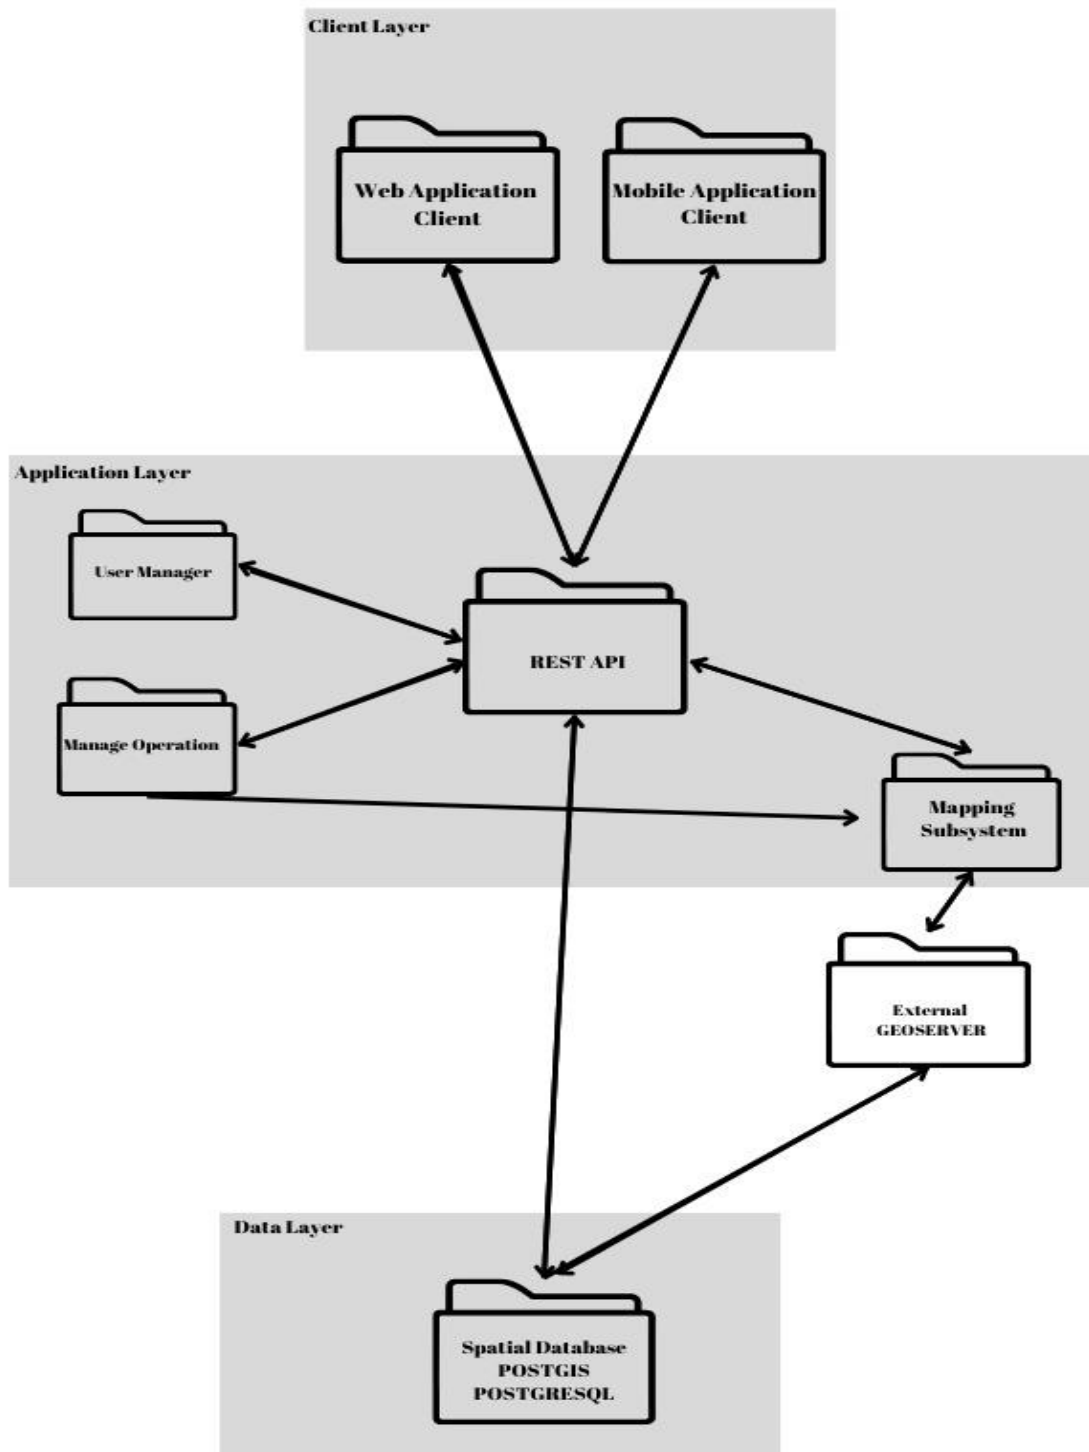 Client Layer
Web Application
Client
Mobile Application
Client
Application Layer
User Manager
REST API
Manage Operation
Mapping
Subsystem
External
GEOSERVER
Data Layer
Spatial Database
POSTGIS
POSTGRESQL